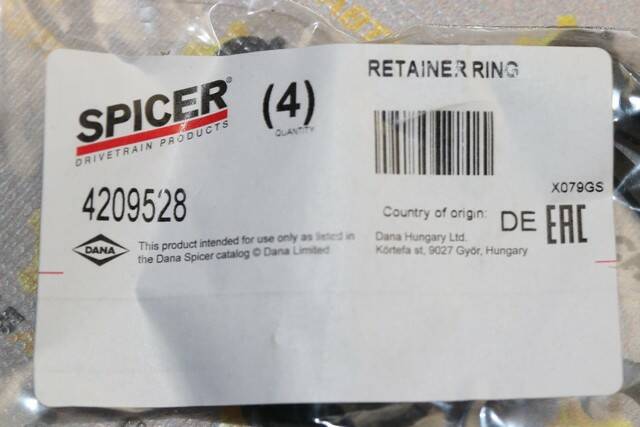 SPICER®
DRIVETRAIN PRODUCTS
(4)
QUANTITY
RETAINER RING
X079GS
4209528
Country of origin: DE EAC
DANA
This product intended for use only as listed in
the Dana Spicer catalog © Dana Limited
Dana Hungary Ltd.
Körtefa st, 9027 Győr, Hungary